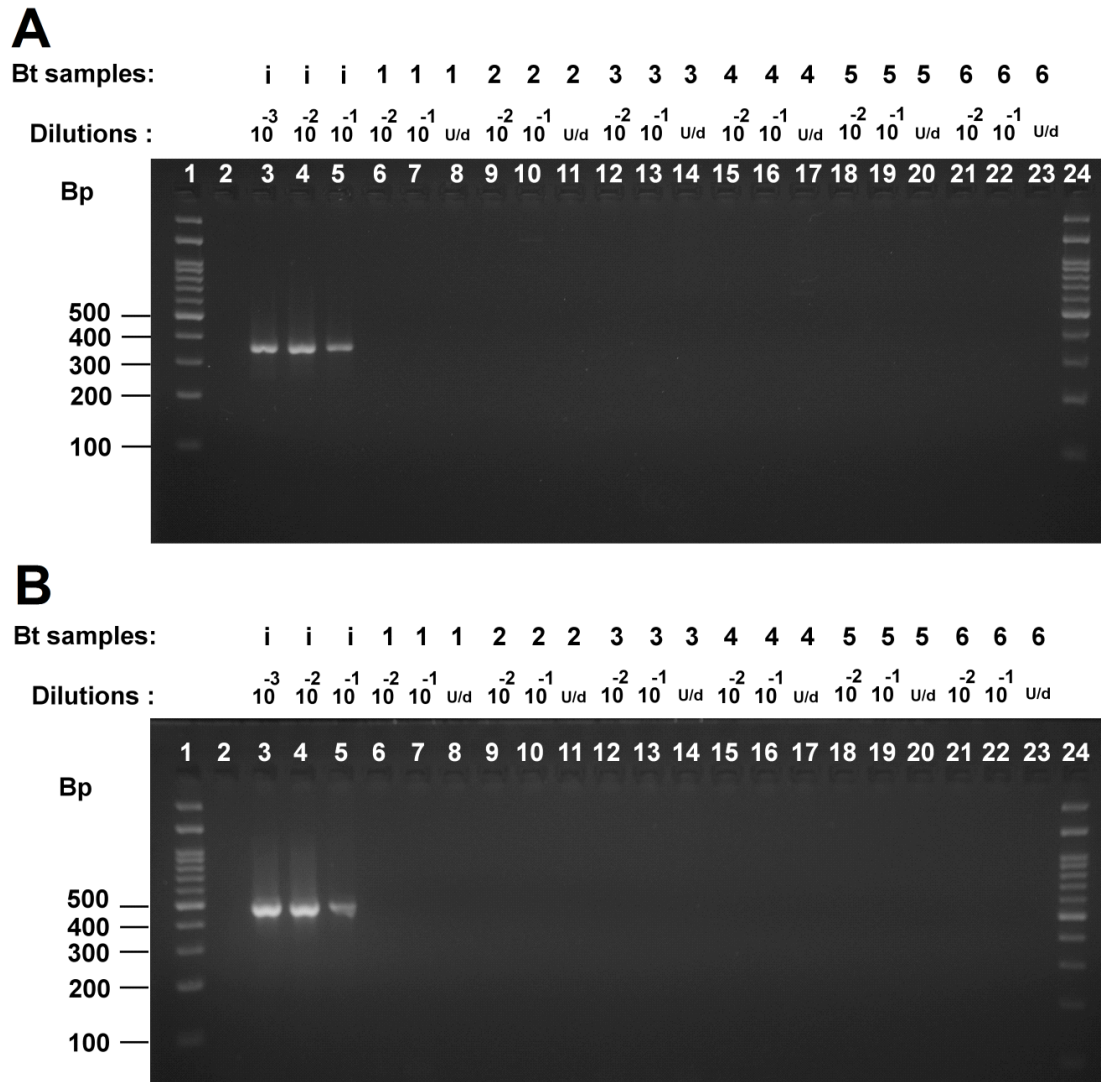 A
Bt samples: i i i 1 1 1 2 2 2 3 3 3 4 4 4 5 5 5 6 6 6
Dilutions : 10-3 10-2 10-1 10-2 10-1 U/d 10-2 10-1 U/d 10-2 10-1 U/d 10-2 10-1 U/d 10-2 10-1 U/d 10-2 10-1 U/d
1 2 3 4 5 6 7 8 9 10 11 12 13 14 15 16 17 18 19 20 21 22 23 24
Bp
500
400
300
200
100
B
Bt samples: i i i 1 1 1 2 2 2 3 3 3 4 4 4 5 5 5 6 6 6
Dilutions : 10-3 10-2 10-1 10-2 10-1 U/d 10-2 10-1 U/d 10-2 10-1 U/d 10-2 10-1 U/d 10-2 10-1 U/d 10-2 10-1 U/d
1 2 3 4 5 6 7 8 9 10 11 12 13 14 15 16 17 18 19 20 21 22 23 24
Bp
500
400
300
200
100